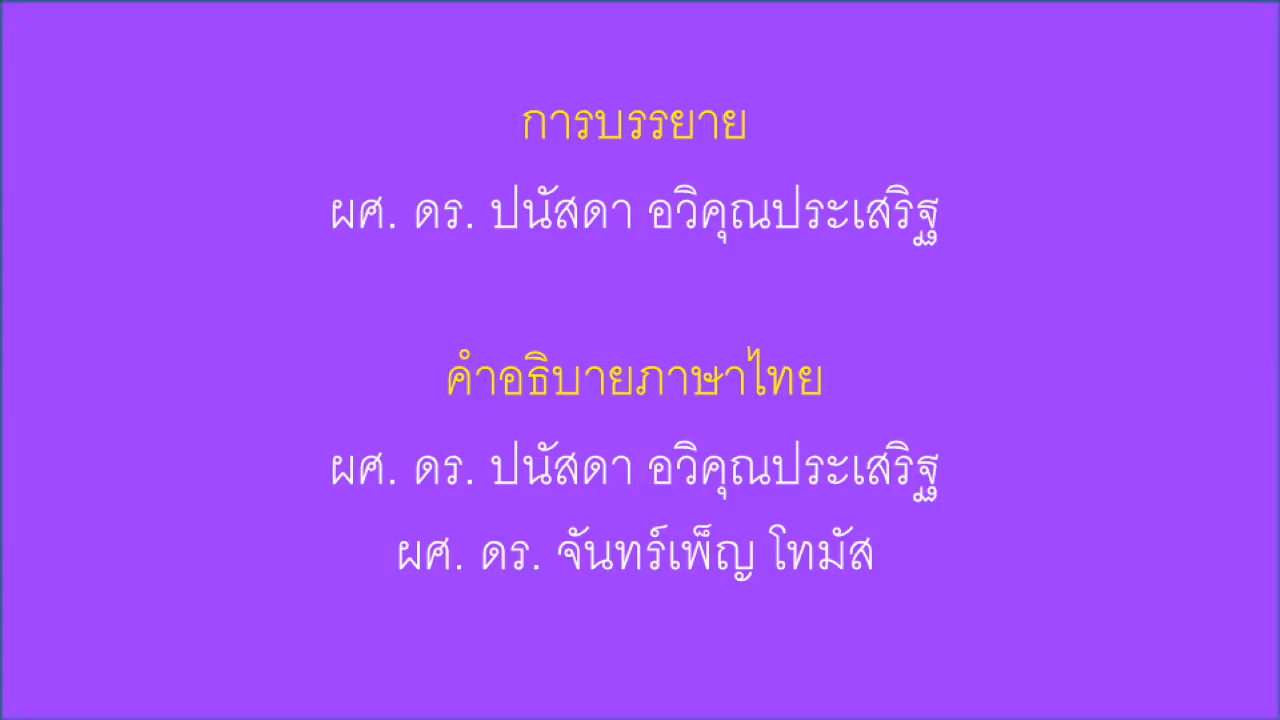 การบรรยาย
ผศ. ดร. ปนัสดา อวิคุณประเสริฐ
คำอธิบายภาษาไทย
ผศ. ดร. ปนัสดา อวิคุณประเสริฐ
ผศ. ดร. จันทร์เพ็ญ โทมัส